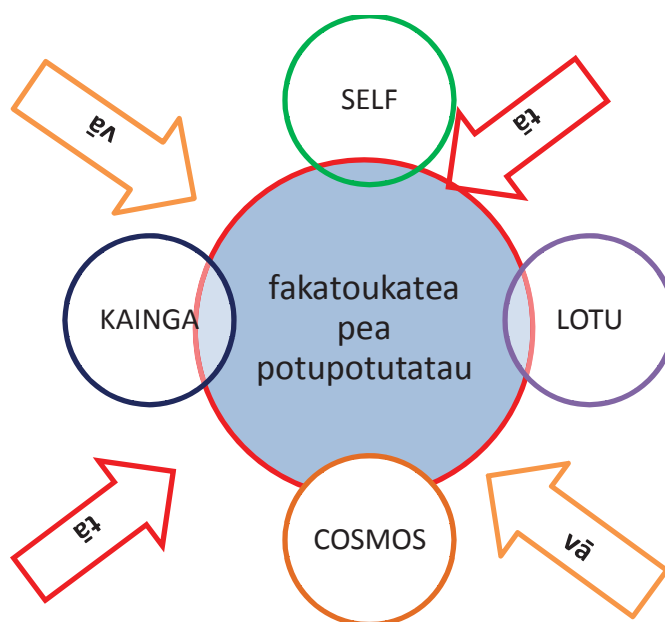 SELF
vā
tā
KAINGA
fakatoukatea
pea
potupotutatau
LOTU
tā
COSMOS
vā